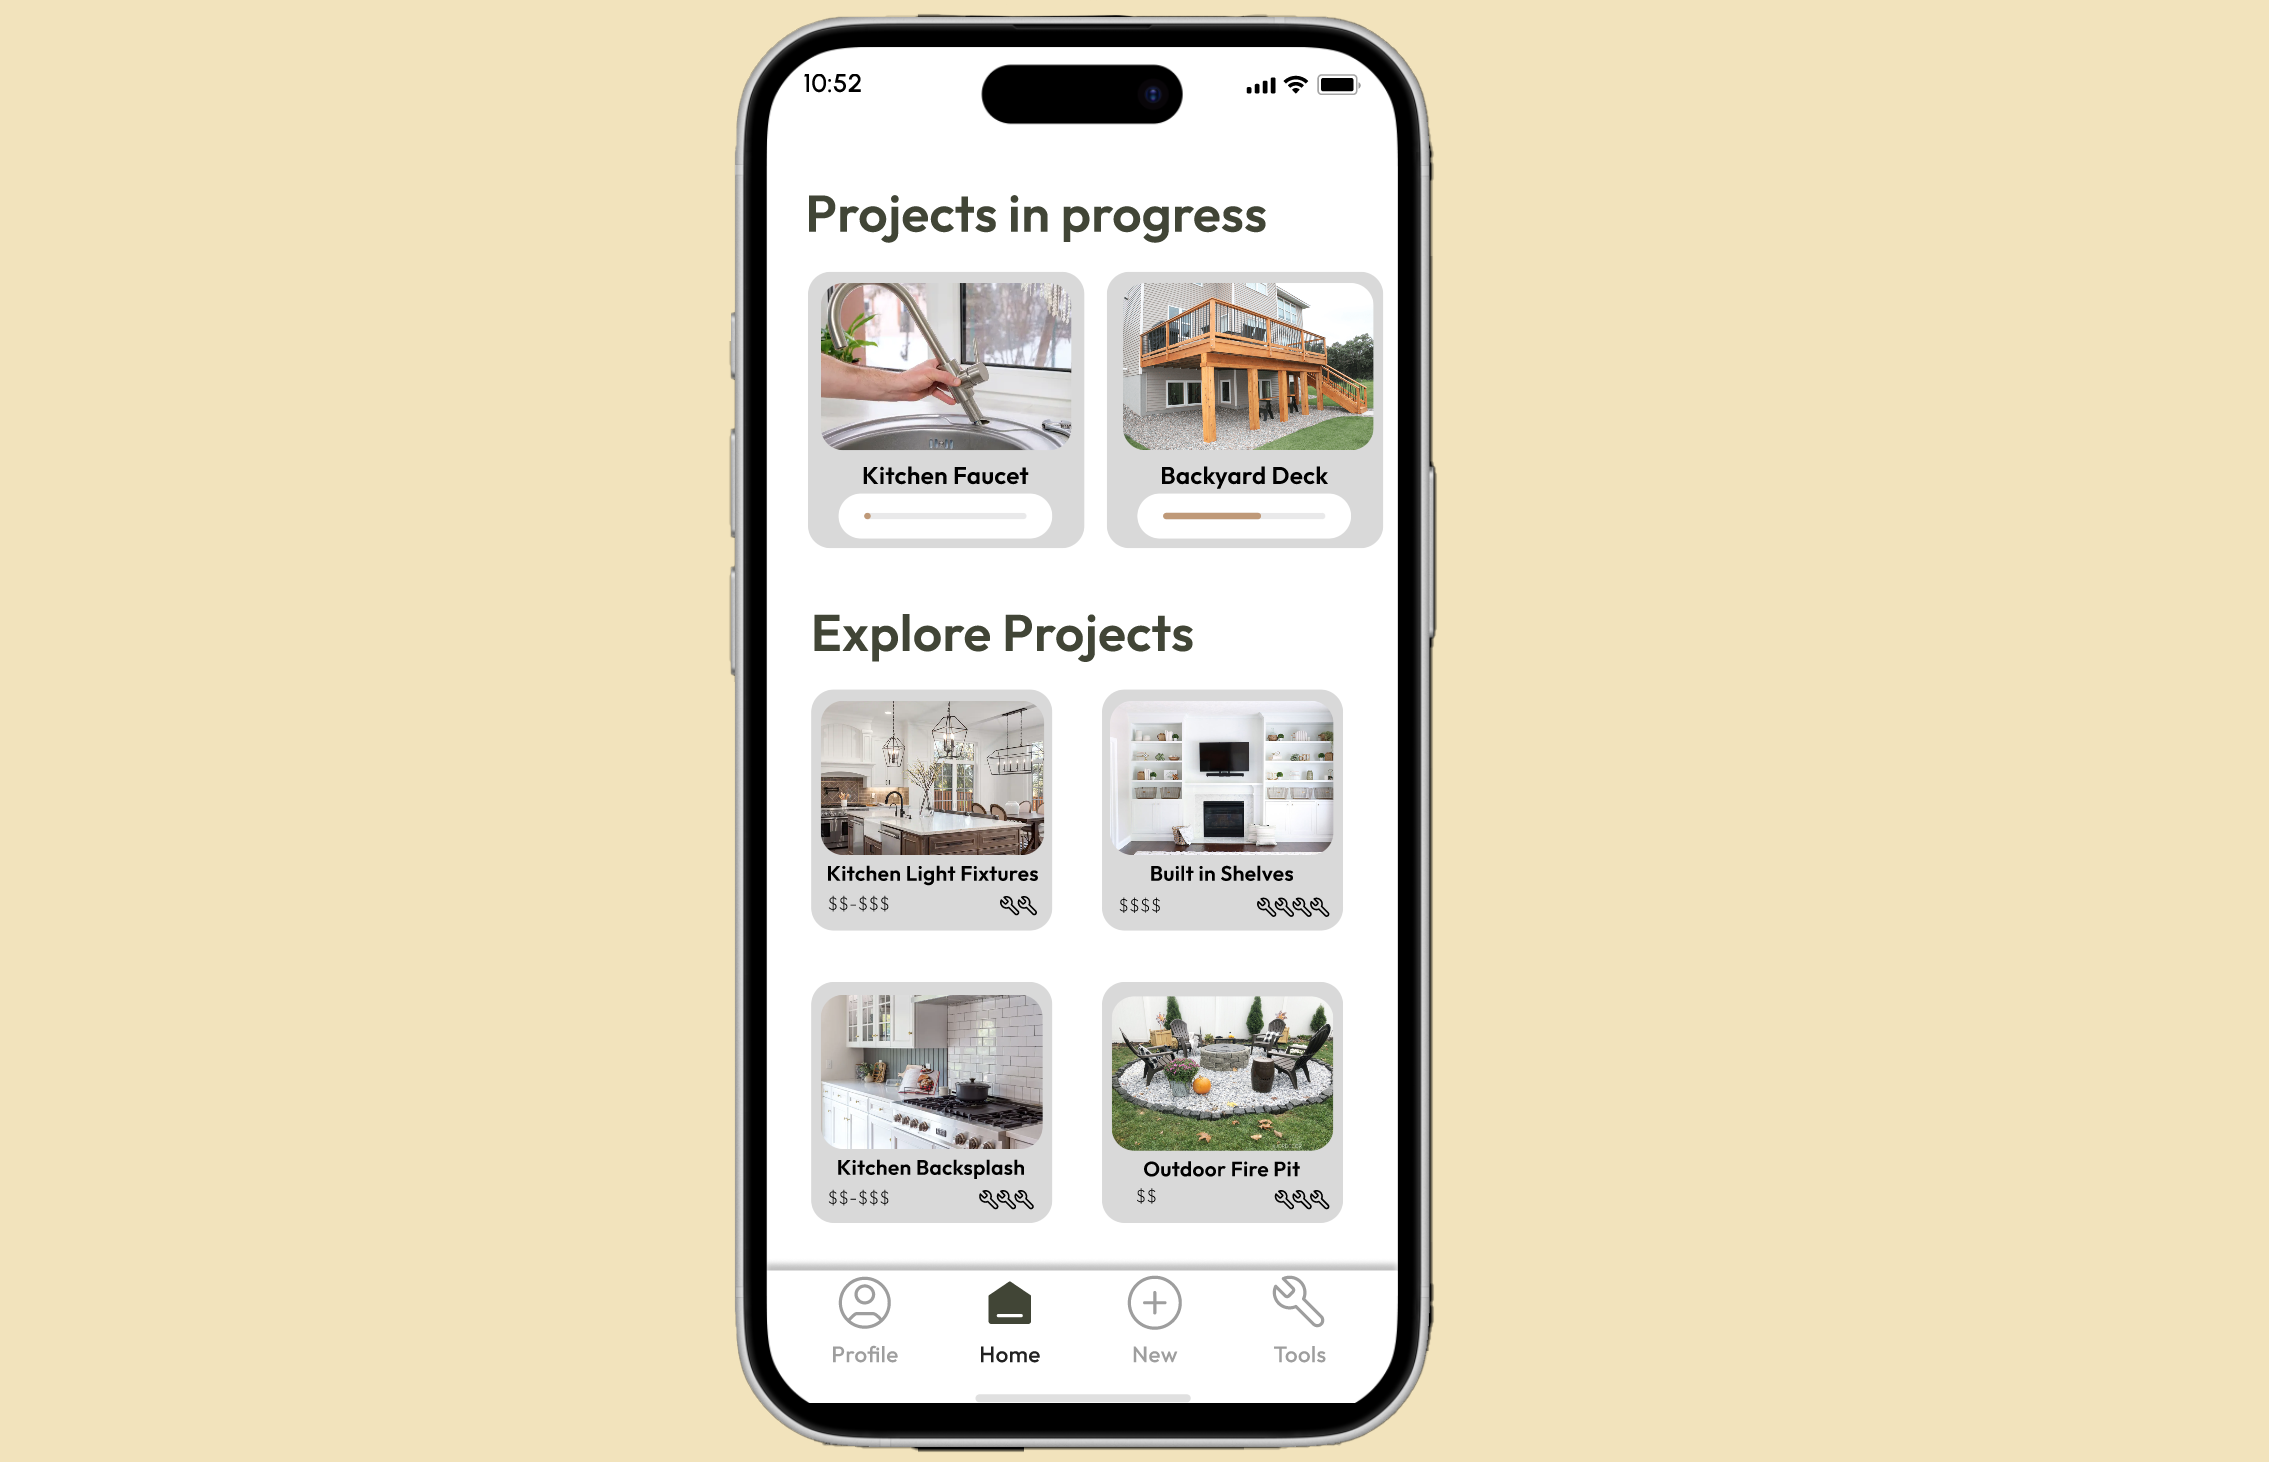 10:52
Projects in progress
Kitchen Faucet
Backyard Deck
Explore Projects
Kitchen Light Fixtures
$$-$$$
Built in Shelves
$$$$
Kitchen Backsplash
$$-$$$
Outdoor Fire Pit
$$
Profile
Home
New
Tools